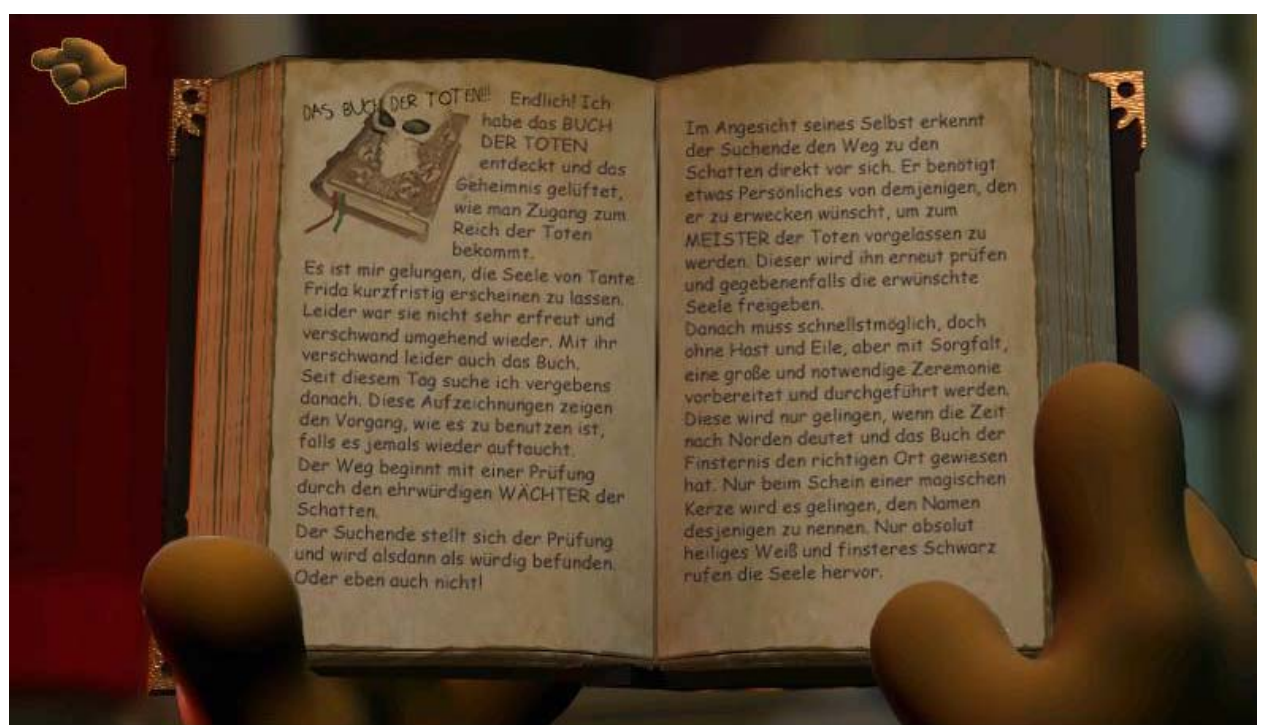 DAS BUCH DER TOTEN!!! Endlich! Ich
habe das BUCH
DER TOTEN
entdeckt und das
Geheimnis gelüftet,
wie man Zugang zum
Reich der Toten
bekommt.
Es ist mir gelungen, die Seele von Tante
Frida kurzfristig erscheinen zu lassen.
Leider war sie nicht sehr erfreut und
verschwand umgehend wieder. Mit ihr
verschwand leider auch das Buch.
Seit diesem Tag suche ich vergebens
danach. Diese Aufzeichnungen zeigen
den Vorgang, wie es zu benutzen ist,
falls es jemals wieder auftaucht.
Der Weg beginnt mit einer Prüfung
durch den ehrwürdigen WÄCHTER der
Schatten.
Der Suchende stellt sich der Prüfung
und wird alsdann als würdig befunden.
Oder eben auch nicht!
Im Angesicht seines Selbst erkennt
der Suchende den Weg zu den
Schatten direkt vor sich. Er benötigt
etwas Persönliches von demjenigen, den
er zu erwecken wünscht, um zum
MEISTER der Toten vorgelassen zu
werden. Dieser wird ihn erneut prüfen
und gegebenenfalls die erwünschte
Seele freigeben.
Danach muss schnellstmöglich, doch
ohne Hast und Eile, aber mit Sorgfalt,
eine große und notwendige Zeremonie
vorbereitet und durchgeführt werden.
Diese wird nur gelingen, wenn die Zeit
nach Norden deutet und das Buch der
Finsternis den richtigen Ort gewiesen
hat. Nur beim Schein einer magischen
Kerze wird es gelingen, den Namen
desjenigen zu nennen. Nur absolut
heiliges Weiß und finsteres Schwarz
rufen die Seele hervor.